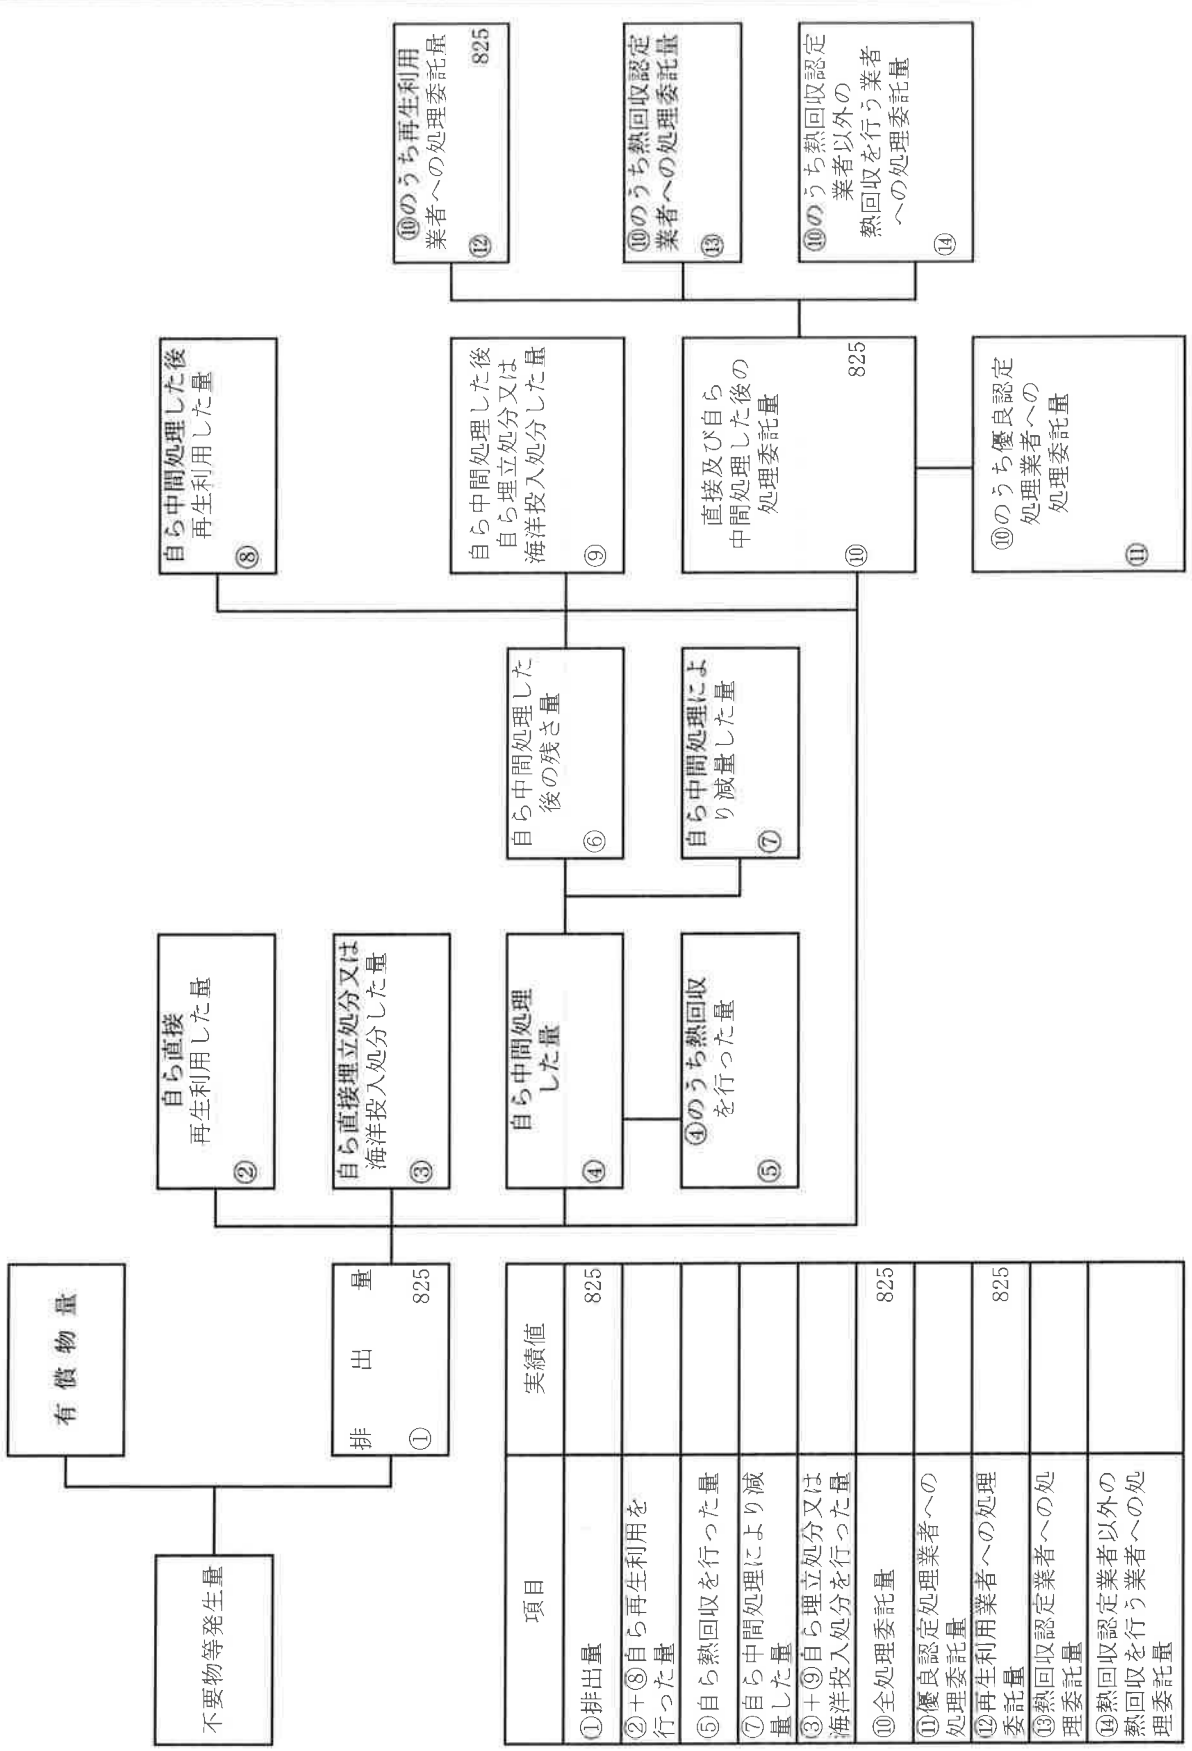 不要物等発生量
有償物量
排出量
① 825
自ら直接
再生利用した量
②
自ら直接埋立処分又は
海洋投入処分した量
③
自ら中間処理
した量
④
④のうち熱回収
を行った量
⑤
自ら中間処理した
後の残さ量
⑥
自ら中間処理によ
り減量した量
⑦
自ら中間処理した後
再生利用した量
⑧
自ら中間処理した後
自ら埋立処分又は
海洋投入処分した量
⑨
直接及び自ら
中間処理した後の
処理委託量
⑩ 825
⑩のうち優良認定
処理業者への
処理委託量
⑪
⑩のうち再生利用
業者への処理委託量
⑫ 825
⑩のうち熱回収認定
業者への処理委託量
⑬
⑩のうち熱回収認定
業者以外の
熱回収を行う業者
への処理委託量
⑭
項目 実績値
①排出量 825
②+⑧自ら再生利用を
行った量
⑤自ら熱回収を行った量
⑦自ら中間処理により減
量した量
③+⑨自ら埋立処分又は
海洋投入処分を行った量
⑩全処理委託量 825
⑪優良認定処理業者への
処理委託量
⑫再生利用業者への処理
委託量 825
⑬熱回収認定業者への処
理委託量
⑭熱回収認定業者以外の
熱回収を行う業者への処
理委託量